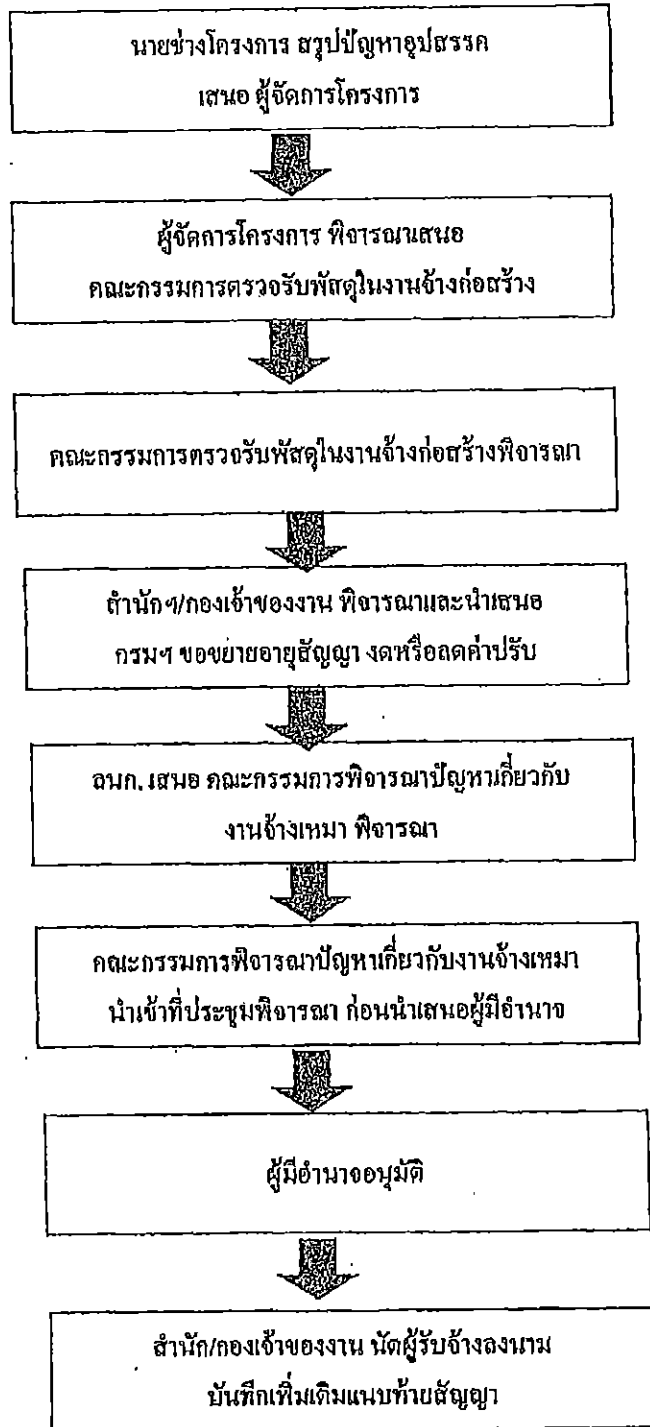 นายช่างโครงการ สรุปปัญหาอุปสรรค
เสนอ ผู้จัดการโครงการ
ผู้จัดการโครงการ พิจารณาเสนอ
คณะกรรมการตรวจรับพัสดุในงานจ้างก่อสร้าง
คณะกรรมการตรวจรับพัสดุในงานจ้างก่อสร้างพิจารณา
สำนักฯ/กองเจ้าของงาน พิจารณาและนำเสนอ
กรมฯ ขอขยายอายุสัญญา งดหรือลดค่าปรับ
ลนก. เสนอ คณะกรรมการพิจารณาปัญหาเกี่ยวกับ
งานจ้างเหมา พิจารณา
คณะกรรมการพิจารณาปัญหาเกี่ยวกับงานจ้างเหมา
นำเข้าที่ประชุมพิจารณา ก่อนนำเสนอผู้มีอำนาจ
ผู้มีอำนาจอนุมัติ
สำนัก/กองเจ้าของงาน นัดผู้รับจ้างลงนาม
บันทึกเพิ่มเติมแนบท้ายสัญญา